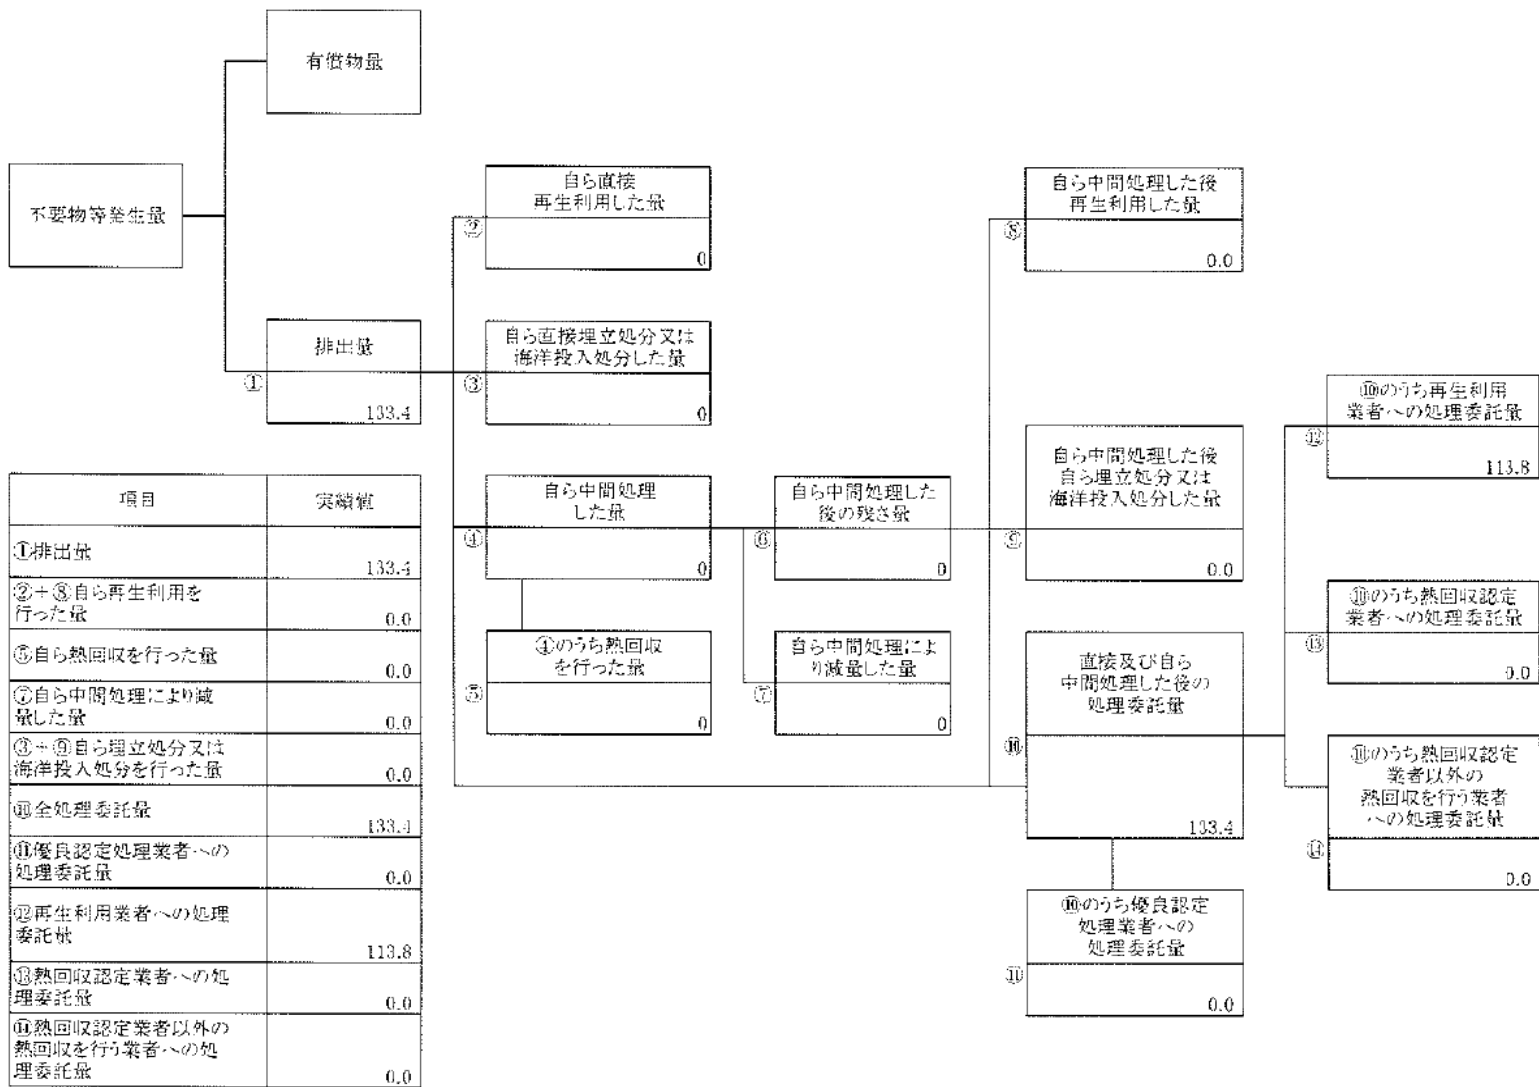 有償物量
不要物等発生量
排出量
①
133.4
自ら直接
再生利用した量
②
0
自ら直接埋立処分又は
海洋投入処分した量
③
0
自ら中間処理
した量
④
0
④のうち熱回収
を行った量
⑤
0
自ら中間処理した
後の残さ量
⑥
0
自ら中間処理によ
り減量した量
⑦
0
自ら中間処理した後
再生利用した量
⑧
0.0
自ら中間処理した後
自ら埋立処分又は
海洋投入処分した量
⑨
0.0
直接及び自ら
中間処理した後の
処理委託量
⑩
133.4
⑩のうち優良認定
処理業者への
処理委託量
⑪
0.0
⑩のうち再生利用
業者への処理委託量
⑫
113.8
⑩のうち熱回収認定
業者への処理委託量
⑬
0.0
⑩のうち熱回収認定
業者以外の
熱回収を行う業者
への処理委託量
⑭
0.0
項目 実績値
①排出量
133.4
②+⑧自ら再生利用を
行った量 0.0
⑤自ら熱回収を行った量
0.0
⑦自ら中間処理により減
量した量 0.0
③+⑨自ら埋立処分又は
海洋投入処分を行った量 0.0
⑩全処理委託量
133.4
⑪優良認定処理業者への
処理委託量 0.0
⑫再生利用業者への処理
委託量
113.8
⑬熱回収認定業者への処
理委託量 0.0
⑭熱回収認定業者以外の
熱回収を行う業者への処
理委託量 0.0